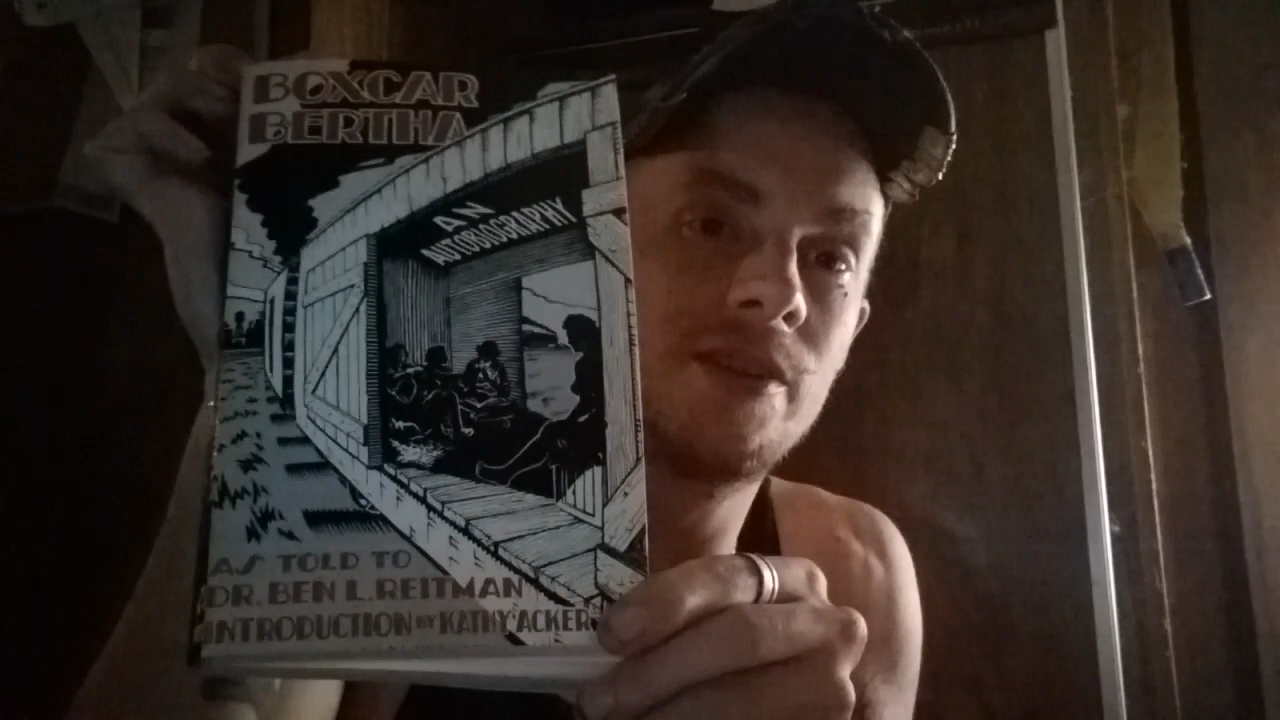 BOXCAR
BERTHA
AN
AUTOBIOGRAPHY
AS TOLD TO
DR. BEN L. REITMAN
INTRODUCTION BY KATHY ACKER